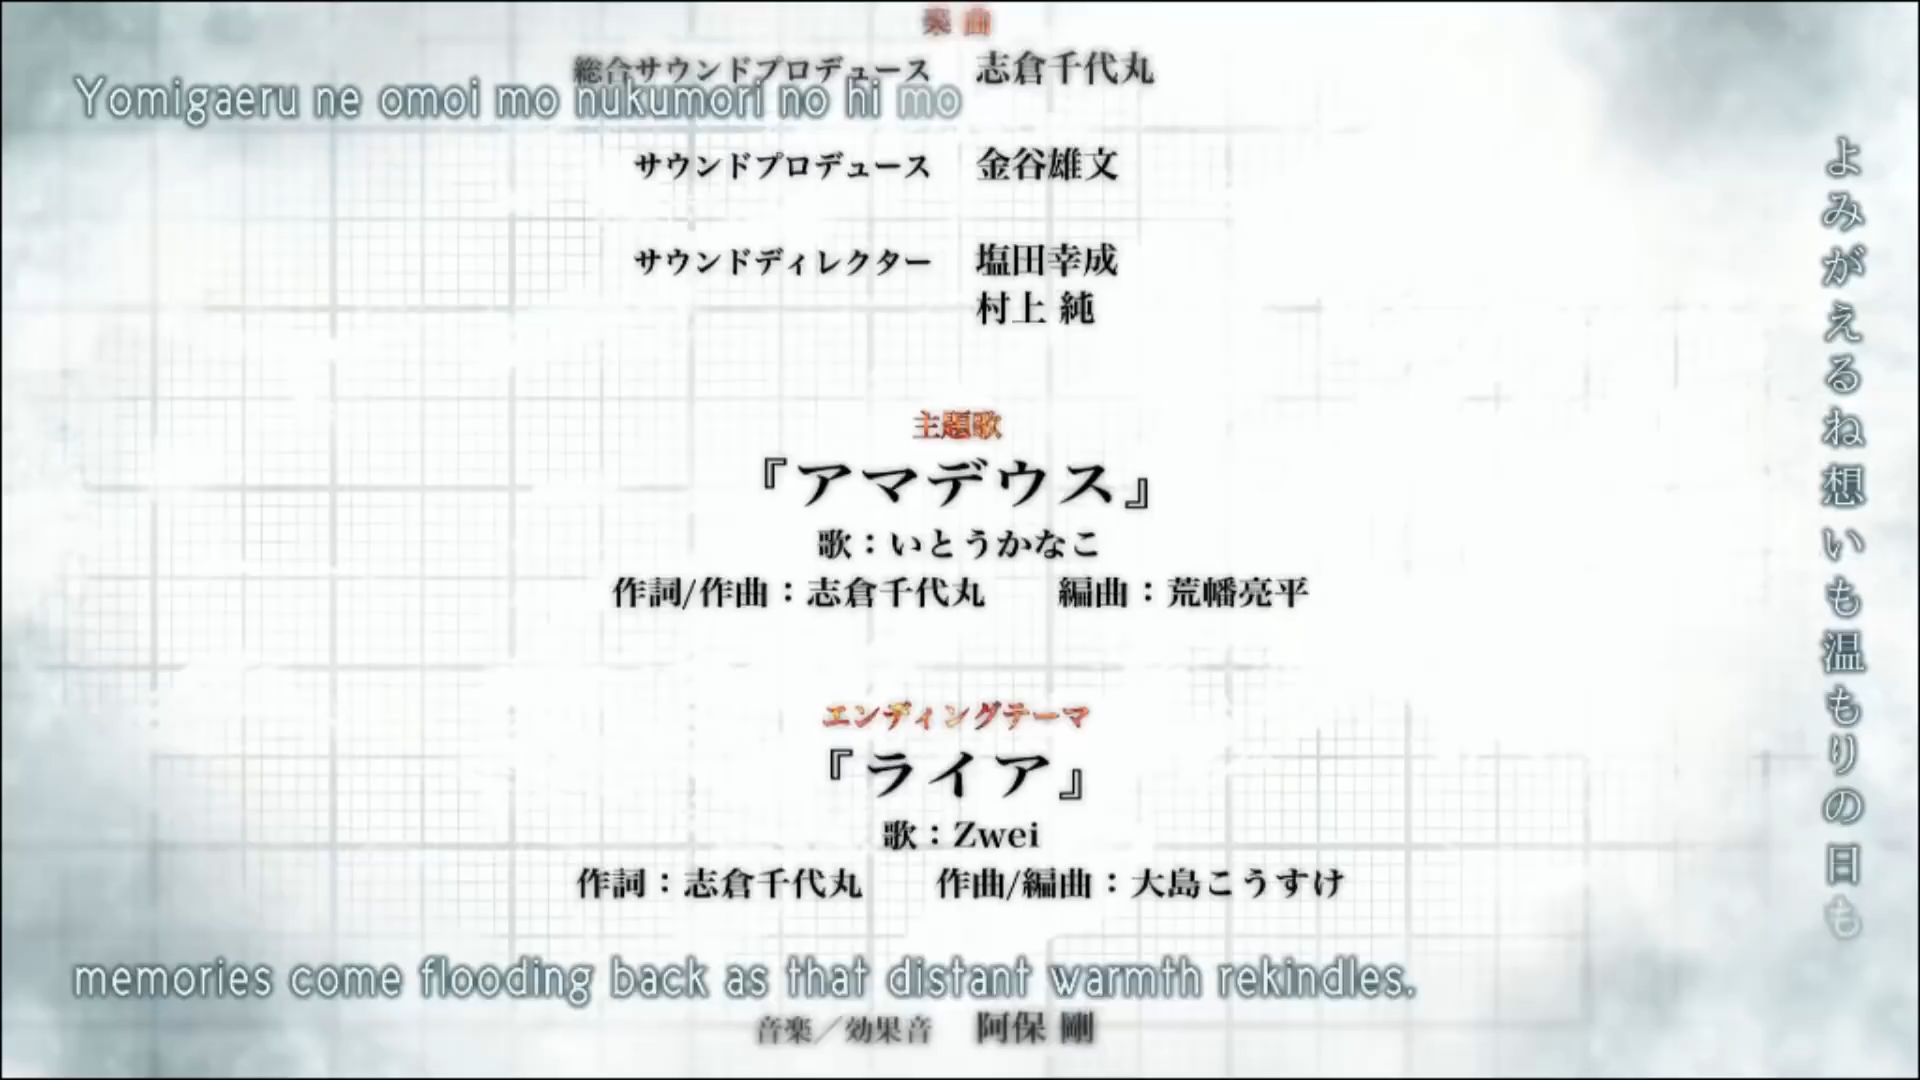 楽曲
総合サウンドプロデュース 志倉千代丸
Yomigaeru ne omoi mo nukumori no hi mo
サウンドプロデュース 金谷雄文
サウンドディレクター 塩田幸成
村上 純
主題歌
『アマデウス』
歌：いとうかなこ
作詞/作曲：志倉千代丸 編曲：荒幡亮平
エンディングテーマ
『ライア』
歌：Zwei
作詞：志倉千代丸 作曲/編曲：大島こうすけ
memories come flooding back as that distant warmth rekindles.
音楽／効果音 阿保 剛
よみがえるね想いも温もりの日も